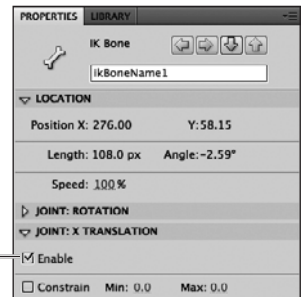 PROPERTIES LIBRARY
IK Bone
IkBoneName1
LOCATION
Position X: 276.00 Y:58.15
Length: 108.0 px Angle:-2.59°
Speed: 100 %
JOINT: ROTATION
JOINT: X TRANSLATION
Enable
Constrain Min: 0.0 Max: 0.0